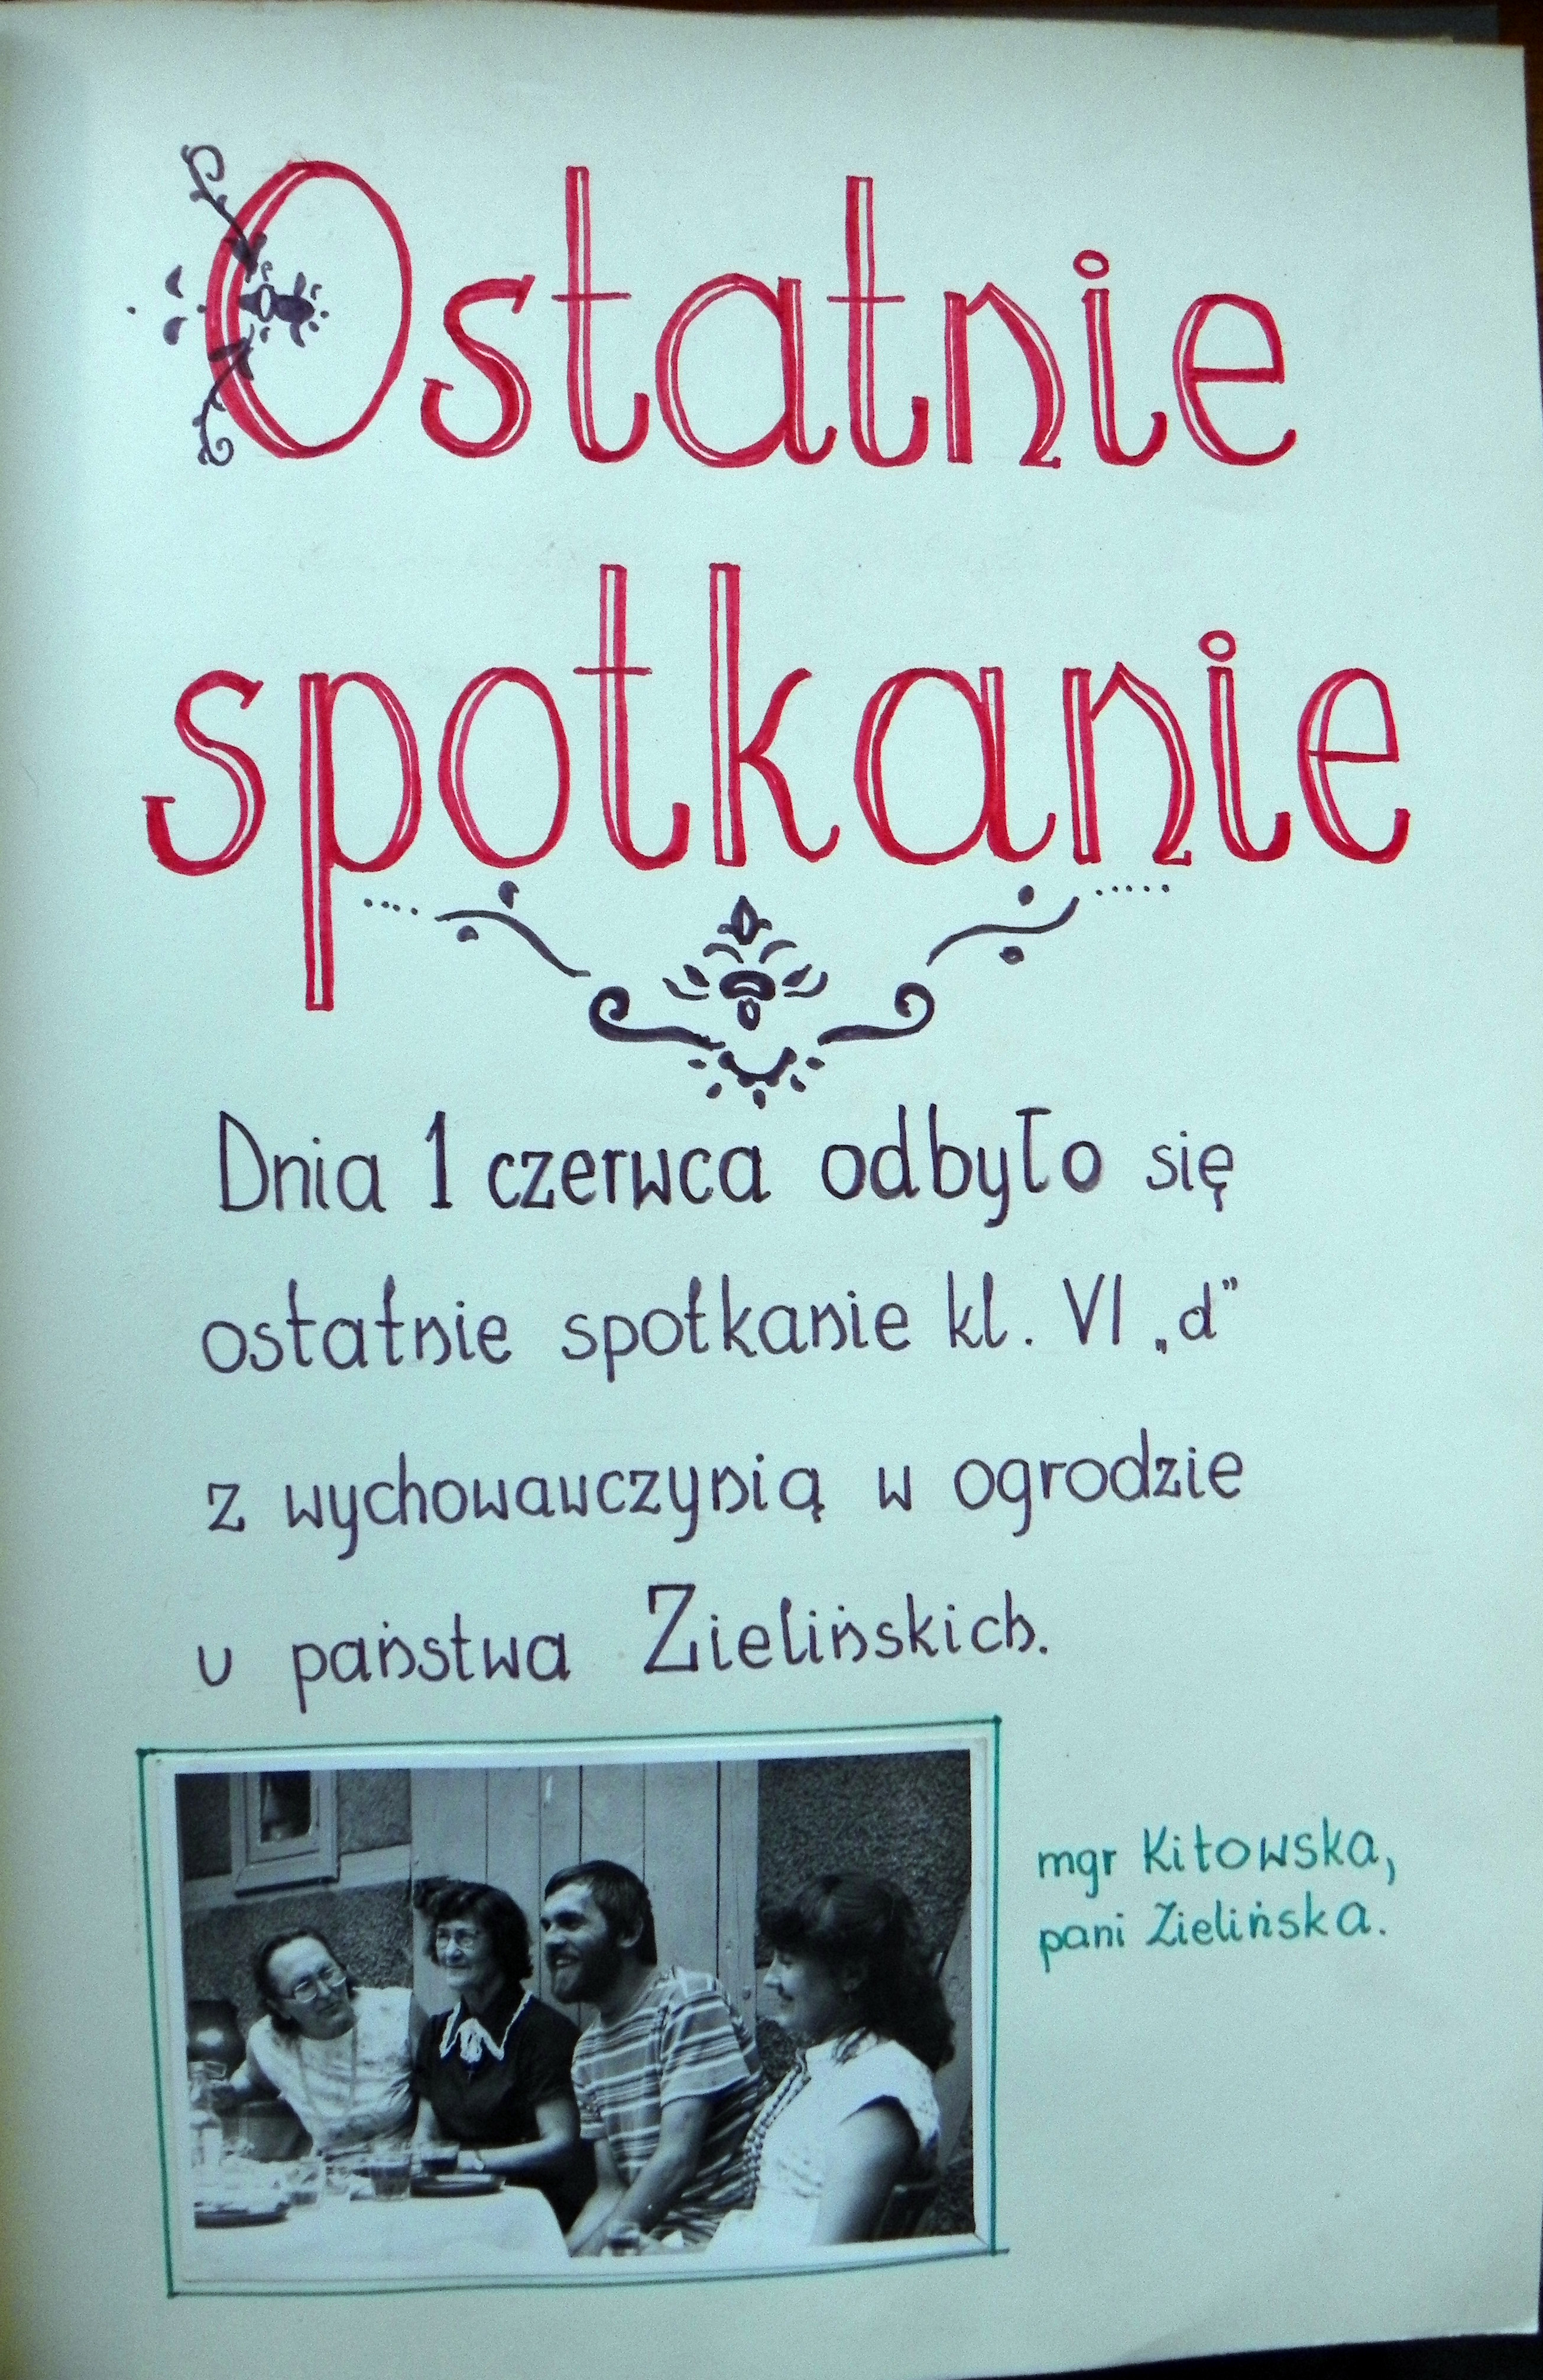 Ostatnie
spotkanie
Dnia 1 czerwca odbyło się
ostatnie spotkanie kl. VI „d”
z wychowawczynią w ogrodzie
u państwa Zielińskich.
mgr Kitowska,
pani Zielińska.